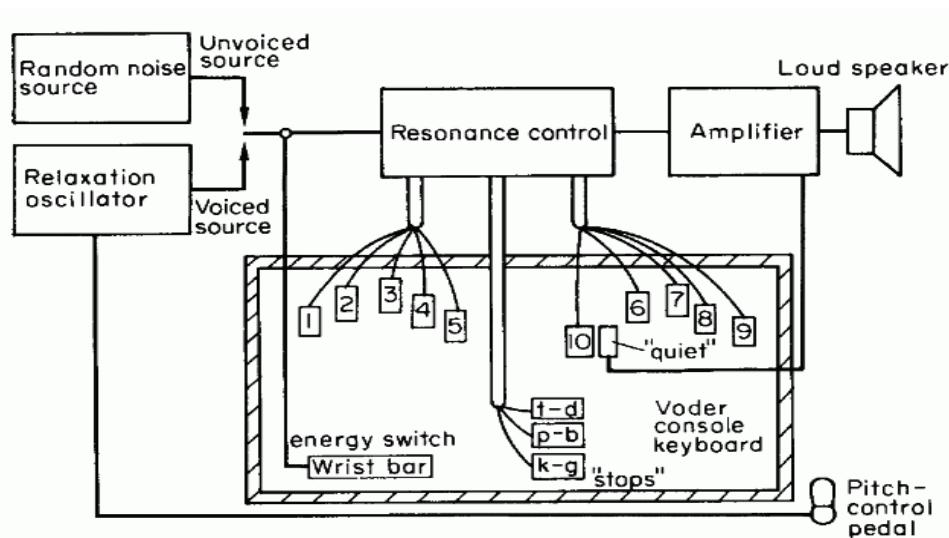 Random noise
source
Unvoiced
source
Relaxation
oscillator
Voiced
source
Resonance control
Amplifier
Loud speaker
1
2
3
4
5
10
6
7
8
9
"quiet"
t-d
p-b
k-g
"stops"
energy switch
Wrist bar
Voder
console
keyboard
Pitch-
control
pedal